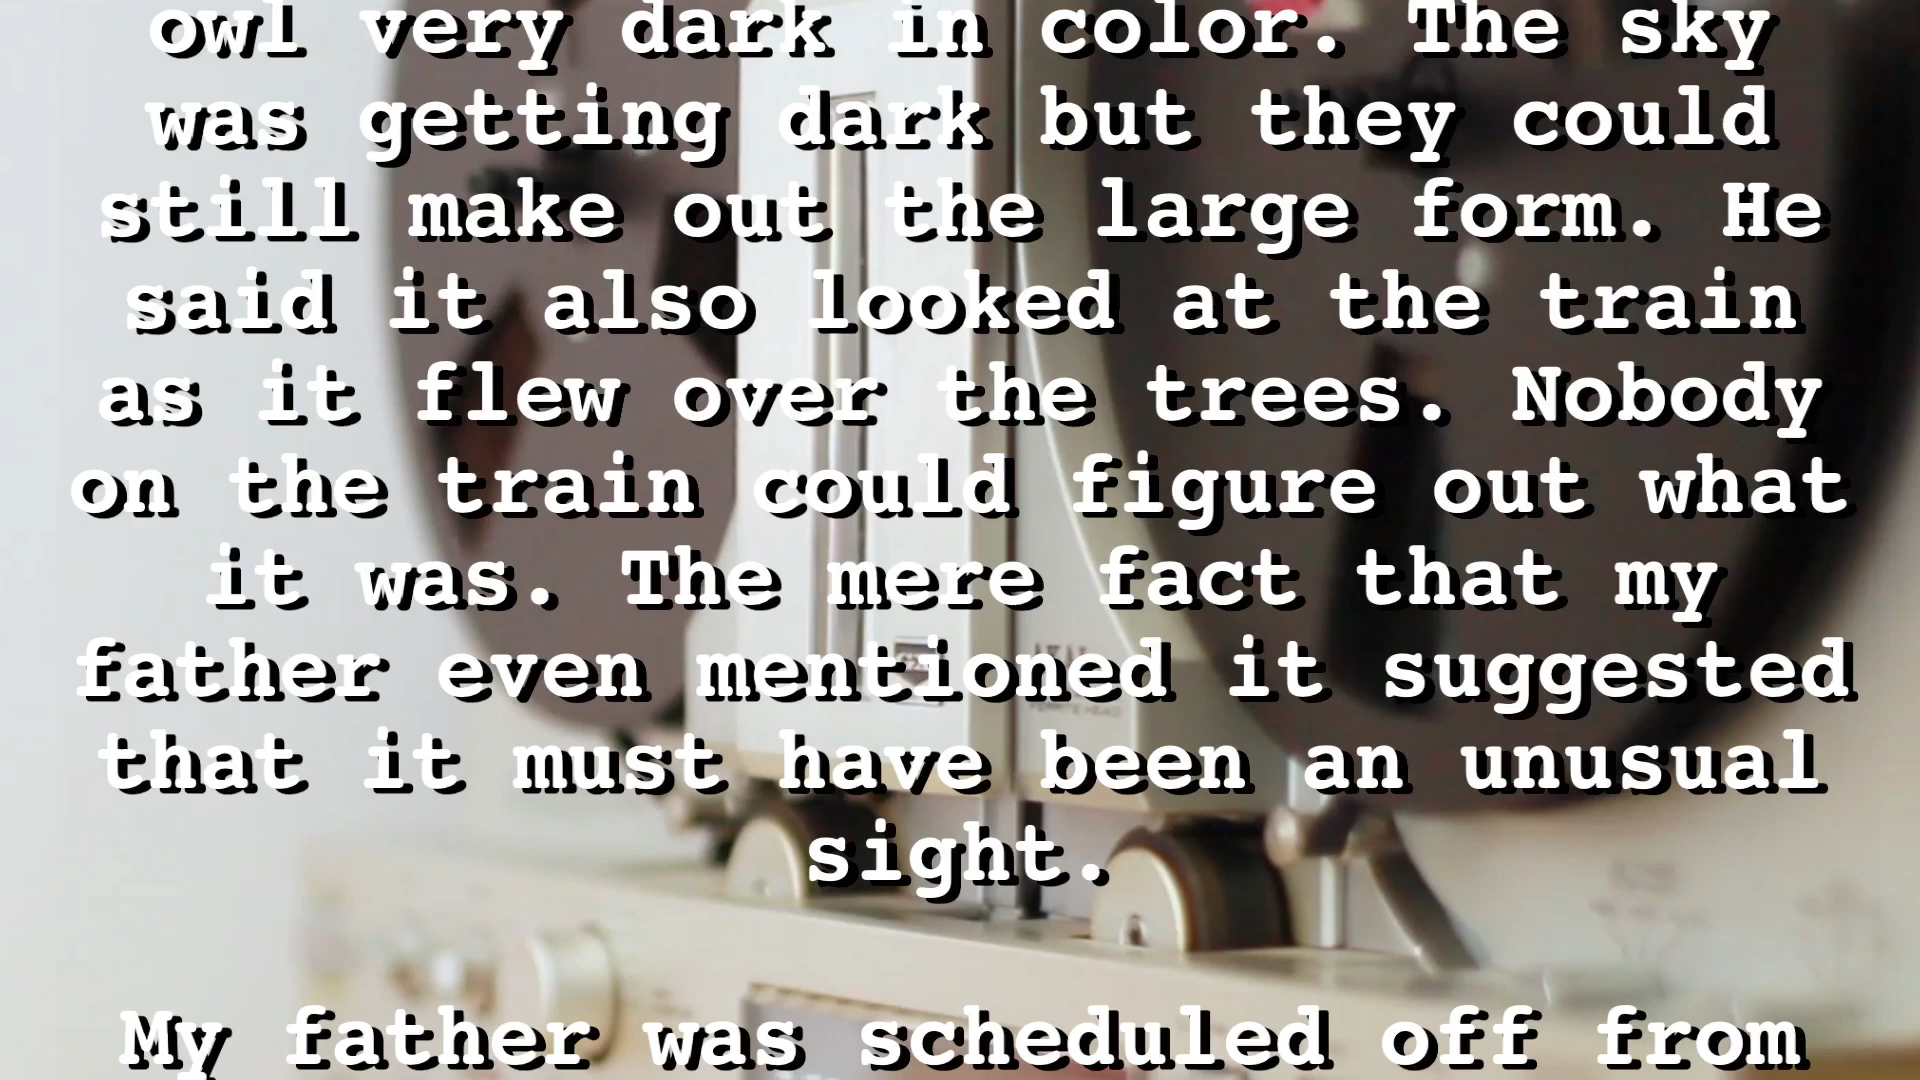 owl very dark in color. The sky
was getting dark but they could
still make out the large form. He
said it also looked at the train
as it flew over the trees. Nobody
on the train could figure out what
it was. The mere fact that my
father even mentioned it suggested
that it must have been an unusual
sight.
My father was scheduled off from